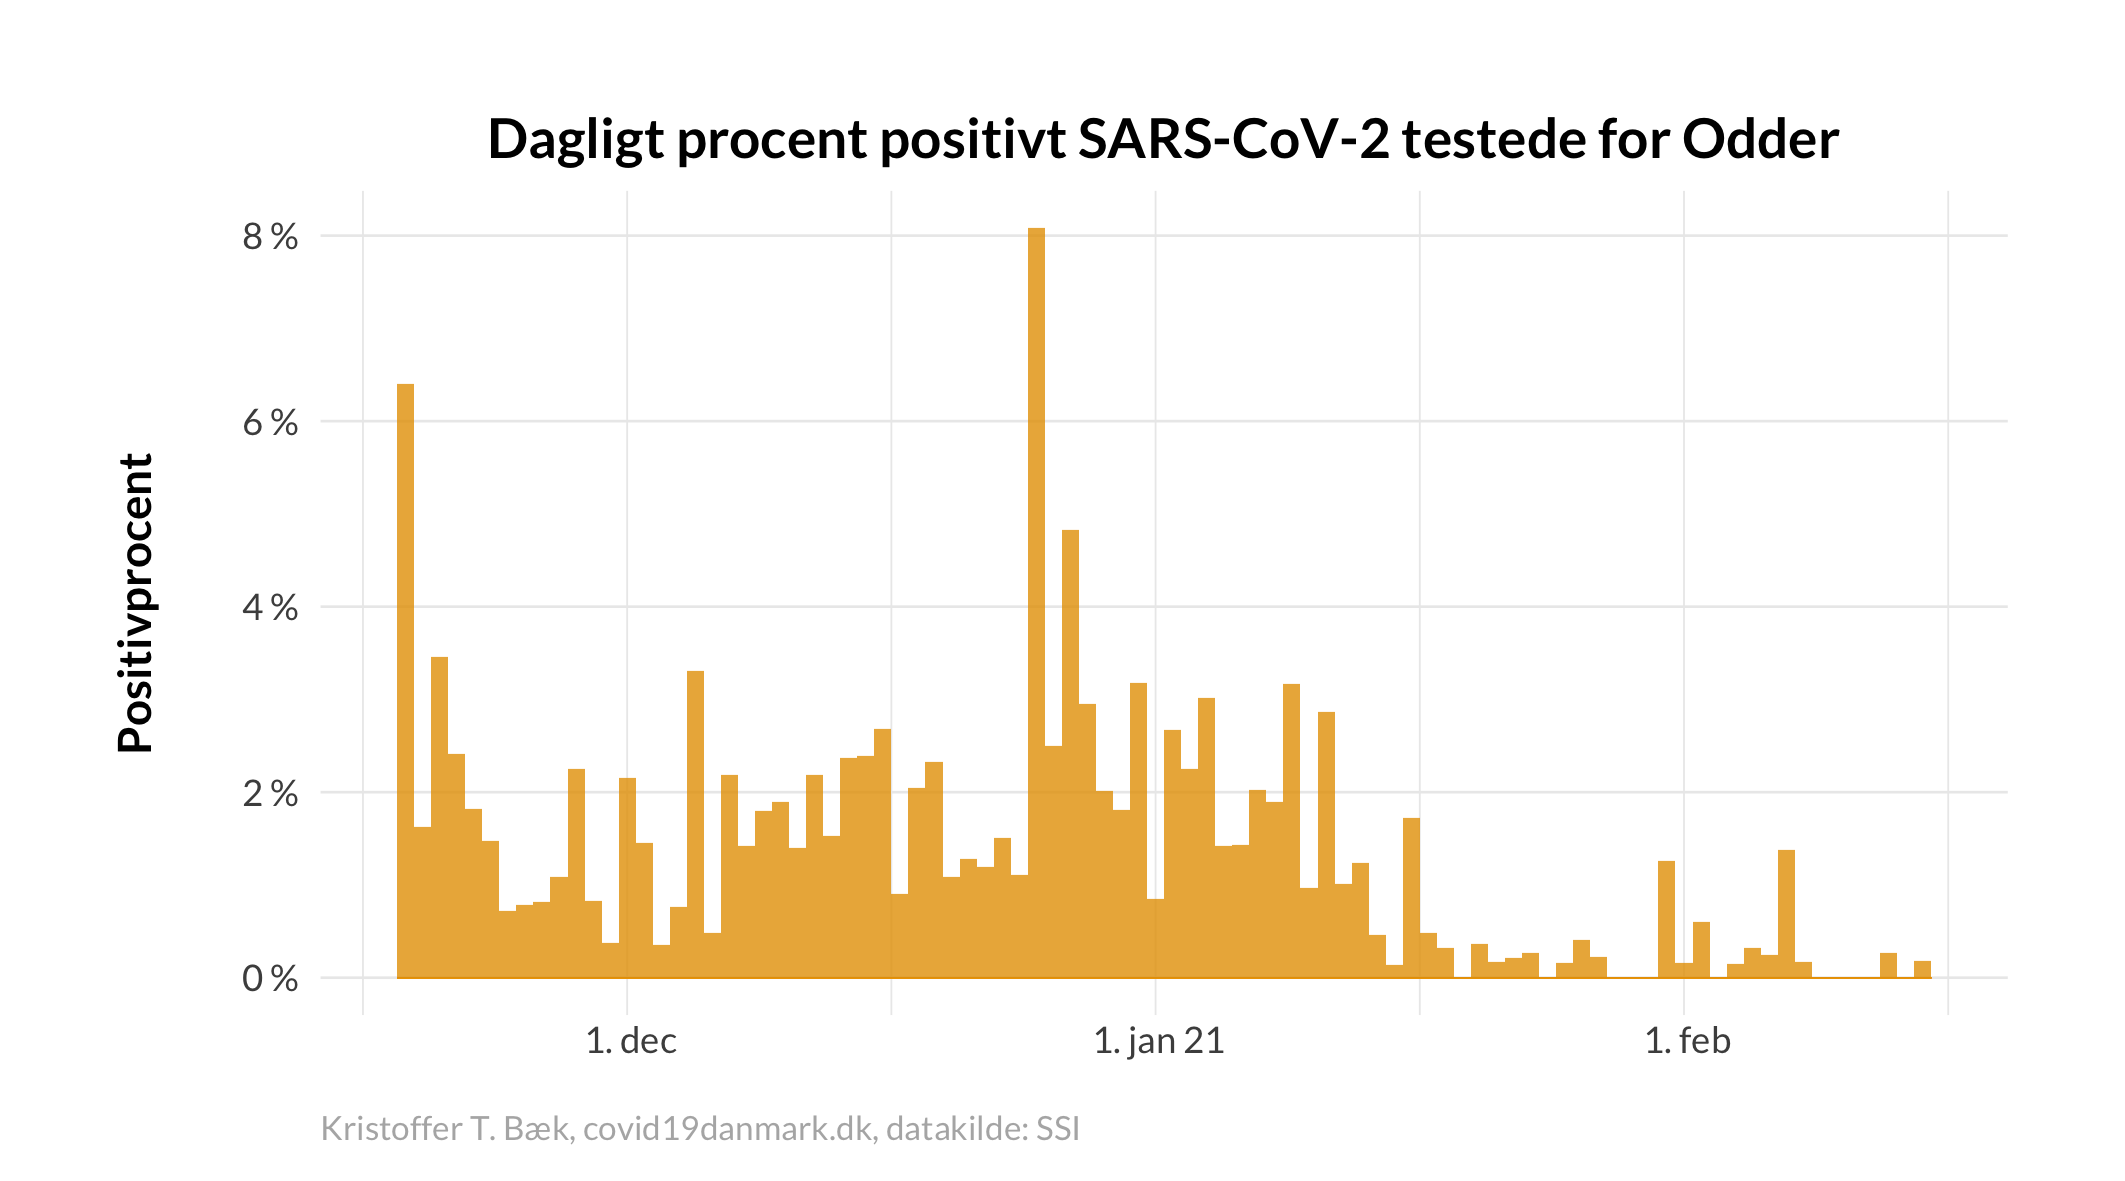 Dagligt procent positivt SARS-CoV-2 testede for Odder
Positivprocent
8 %
6 %
4 %
2 %
0 %
1. dec
1. jan 21
1. feb
Kristoffer T. Bæk, covid19danmark.dk, datakilde: SSI